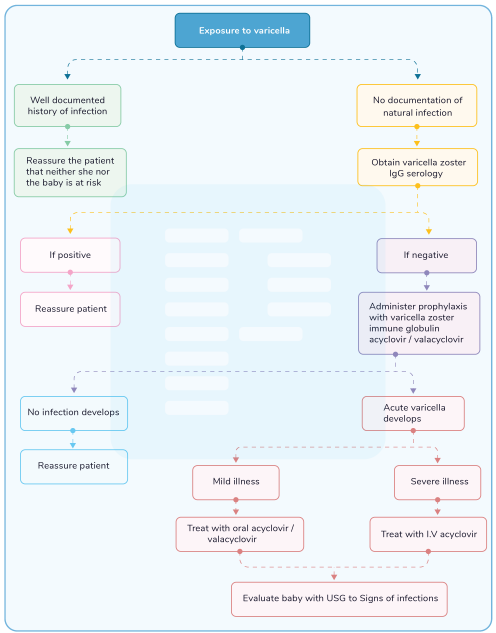 Exposure to varicella
Well documented
history of infection
No documentation of
natural infection
Reassure the patient
that neither she nor
the baby is at risk
Obtain varicella zoster
IgG serology
If positive
If negative
Reassure patient
Administer prophylaxis
with varicella zoster
immune globulin
acyclovir / valacyclovir
No infection develops
Acute varicella
develops
Reassure patient
Mild illness
Severe illness
Treat with oral acyclovir /
valacyclovir
Treat with I.V acyclovir
Evaluate baby with USG to Signs of infections